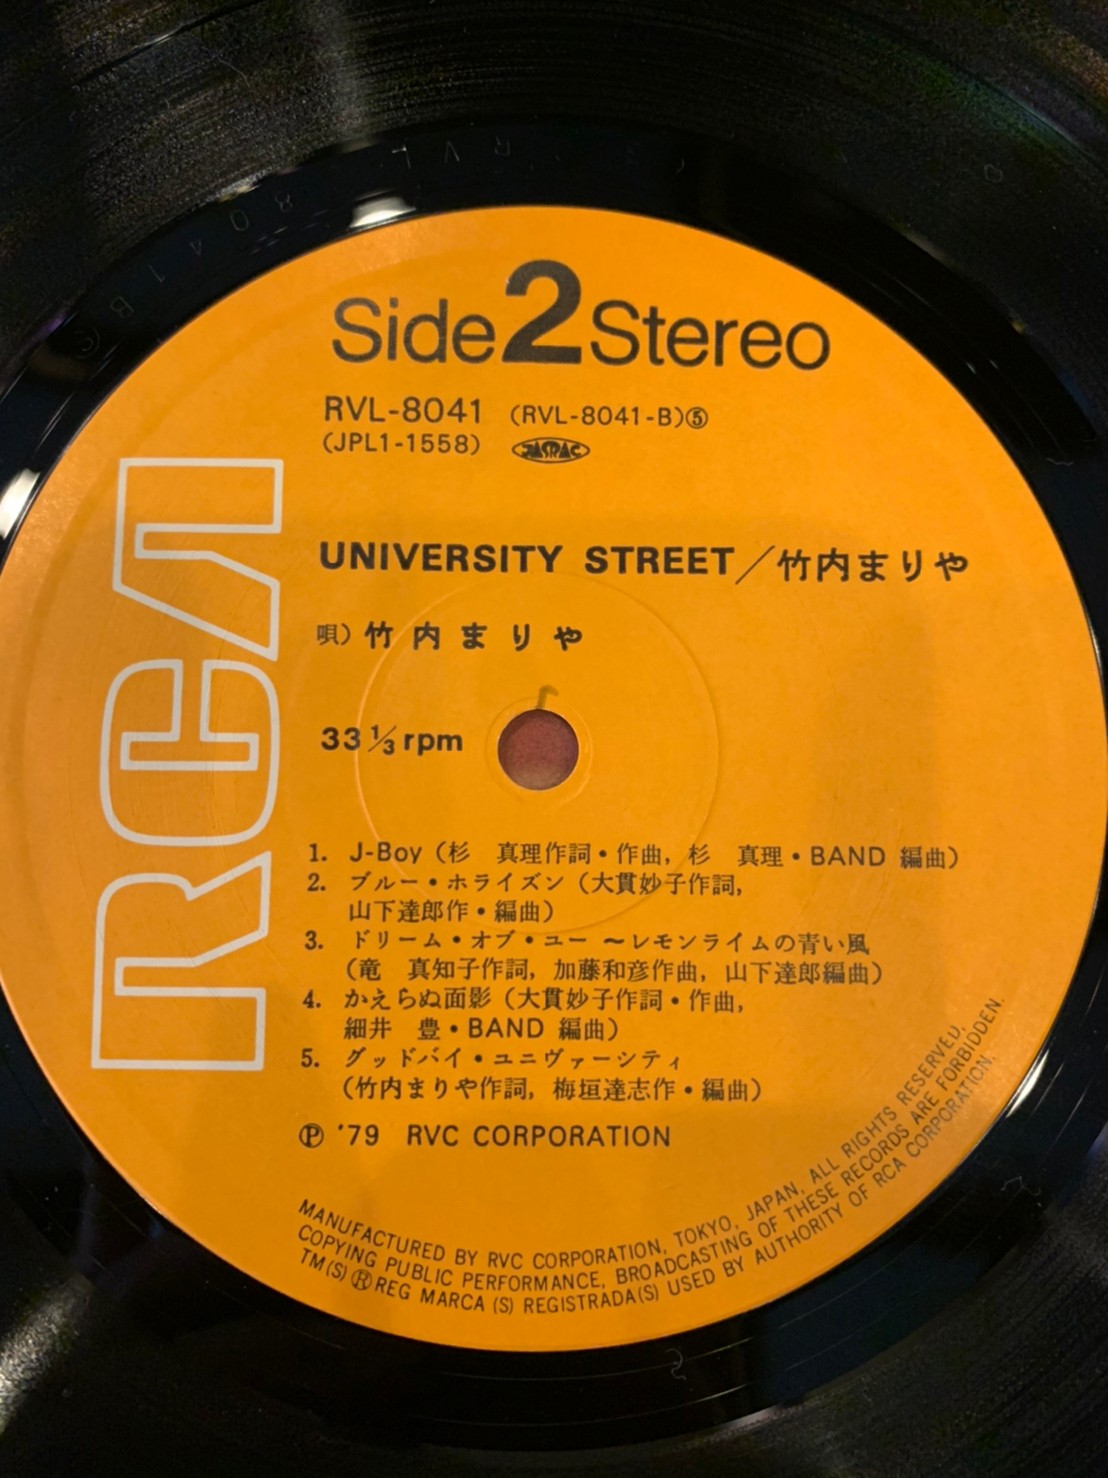 RVL
8041B
Side2Stereo
RVL-8041 (RVL-8041-B)⑤
(JPL1-1558) JASRAC
RCA
UNIVERSITY STREET/竹内まりや
唄) 竹内まりや
33 1/3 rpm
1. J-Boy(杉 真理作詞・作曲, 杉 真理・BAND 編曲)
2. ブルー・ホライズン(大貫妙子作詞,
山下達郎作・編曲)
3. ドリーム・オブ・ユー 〜レモンライムの青い風
(竜 真知子作詞, 加藤和彦作曲, 山下達郎編曲)
4. かえらぬ面影(大貫妙子作詞・作曲,
細井 豊・BAND 編曲)
5. グッドバイ・ユニヴァーシティ
(竹内まりや作詞, 梅垣達志作・編曲)
Ⓟ '79 RVC CORPORATION
MANUFACTURED BY RVC CORPORATION, TOKYO, JAPAN, ALL RIGHTS RESERVED,
COPYING PUBLIC PERFORMANCE, BROADCASTING OF THESE RECORDS ARE FORBIDDEN.
TM(S) ® REG MARCA (S) REGISTRADA(S) USED BY AUTHORITY OF RCA CORPORATION.